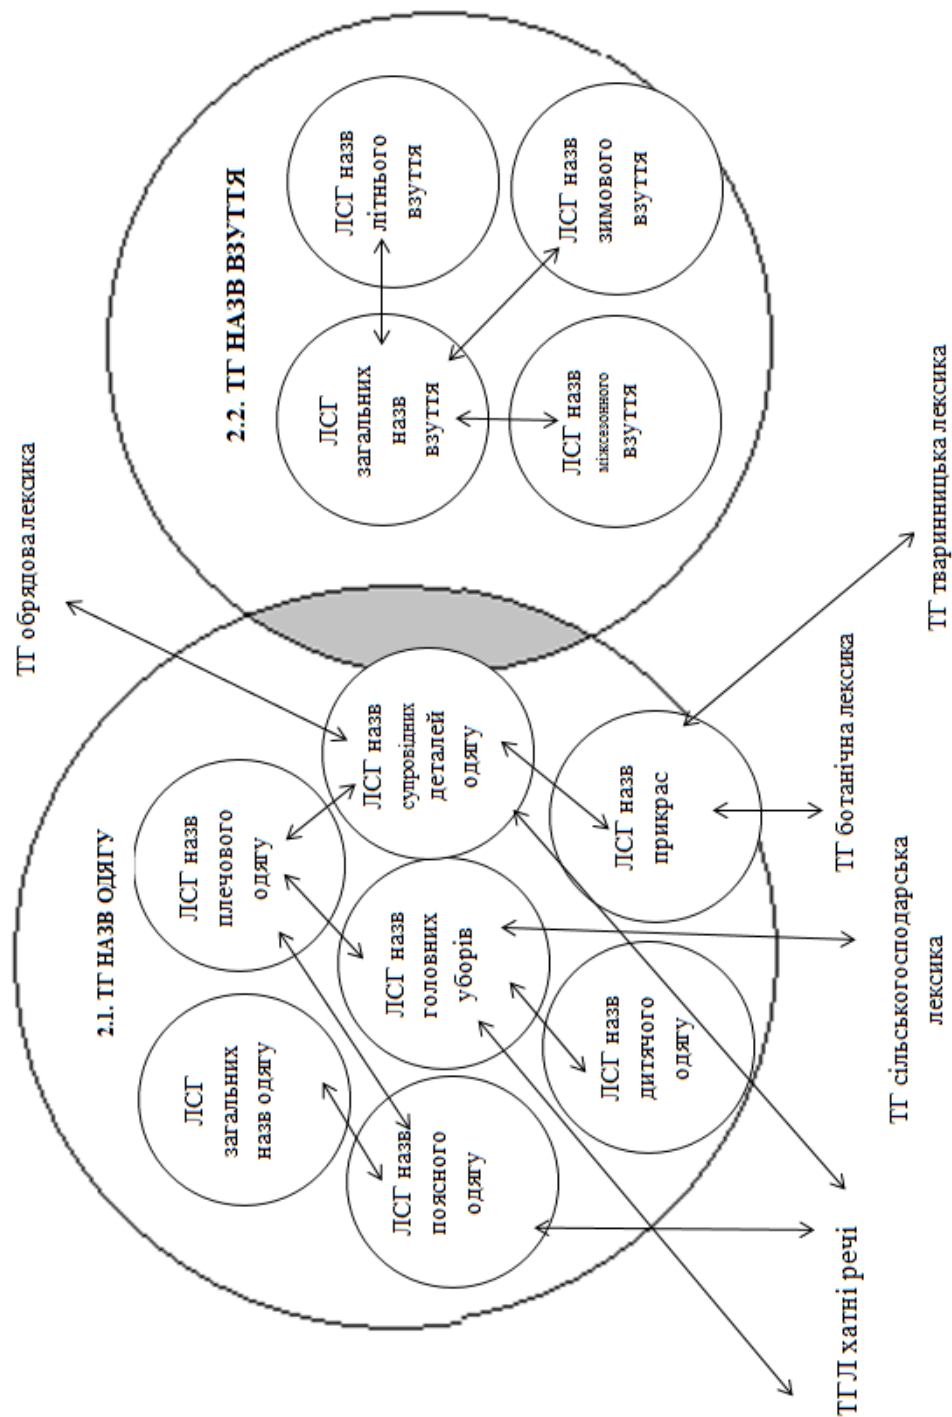 ТГ обрядова лексика
2.1. ТГ НАЗВ ОДЯГУ
ЛСГ
загальних
назв одягу
ЛСГ назв
плечового
одягу
ЛСГ назв
поясного
одягу
ЛСГ назв
головних
уборів
ЛСГ назв
супровідних
деталей
одягу
ЛСГ назв
дитячого
одягу
ЛСГ назв
прикрас
2.2. ТГ НАЗВ ВЗУТТЯ
ЛСГ
загальних
назв
взуття
ЛСГ назв
літнього
взуття
ЛСГ назв
міжсезонного
взуття
ЛСГ назв
зимового
взуття
ТГЛ хатні речі
ТГ сільськогосподарська
лексика
ТГ ботанічна лексика
ТГ тваринницька лексика